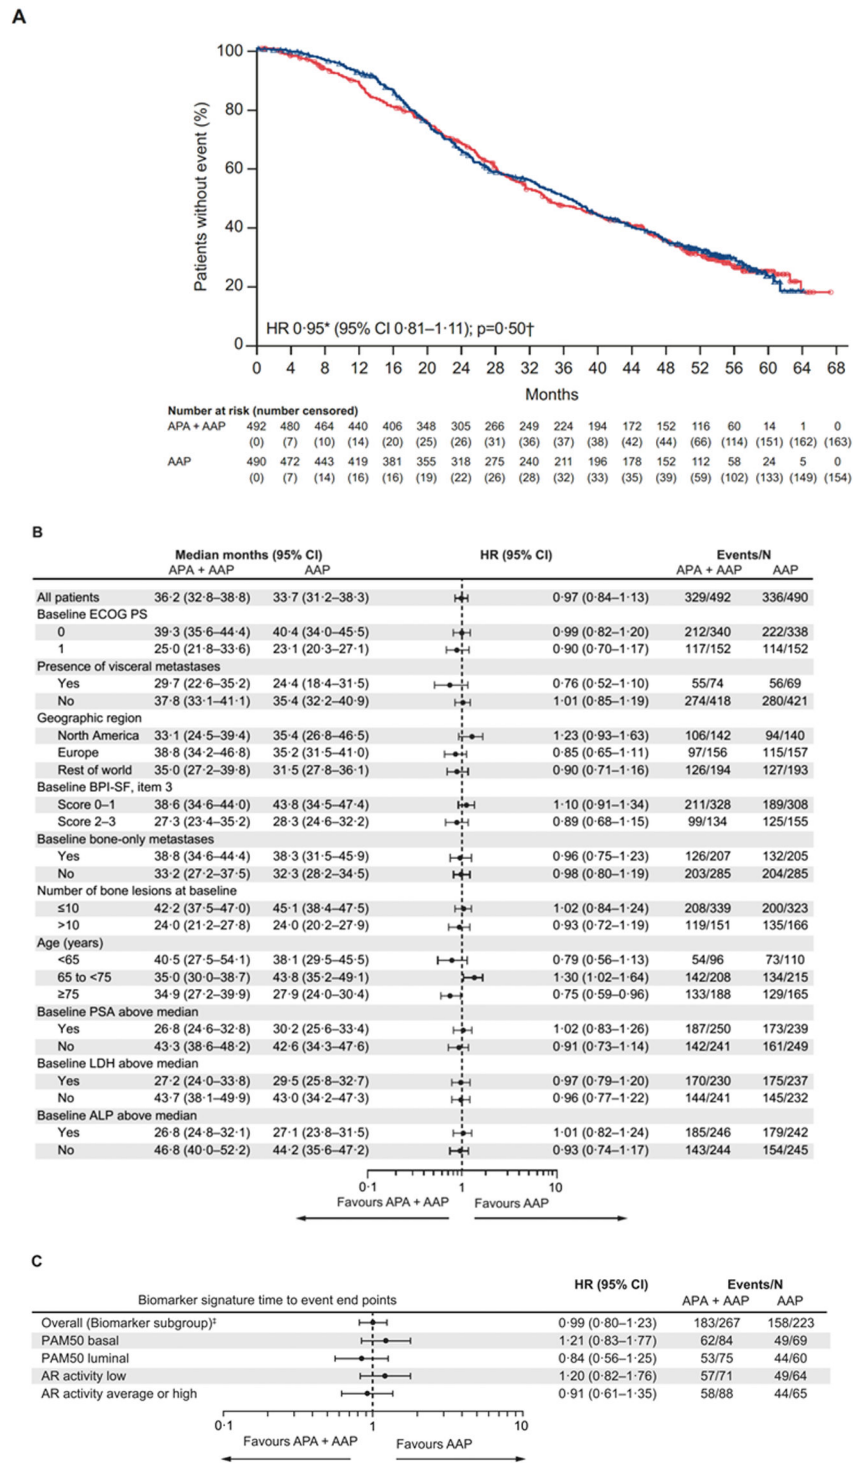 A
Patients without event (%)
100
80
60
40
20
0
HR 0·95* (95% CI 0·81–1·11); p=0·50†
0 4 8 12 16 20 24 28 32 36 40 44 48 52 56 60 64 68
Months
Number at risk (number censored)
APA + AAP 492 480 464 440 406 348 305 266 249 224 194 172 152 116 60 14 1 0
(0) (7) (10) (14) (20) (25) (26) (31) (36) (37) (38) (42) (44) (66) (114) (151) (162) (163)
AAP 490 472 443 419 381 355 318 275 240 211 196 178 152 112 58 24 5 0
(0) (7) (14) (16) (16) (19) (22) (26) (28) (32) (33) (35) (39) (59) (102) (133) (149) (154)
B
Median months (95% CI) HR (95% CI) Events/N
APA + AAP AAP APA + AAP AAP
All patients 36·2 (32·8–38·8) 33·7 (31·2–38·3) 0·97 (0·84–1·13) 329/492 336/490
Baseline ECOG PS
0 39·3 (35·6–44·4) 40·4 (34·0–45·5) 0·99 (0·82–1·20) 212/340 222/338
1 25·0 (21·8–33·6) 23·1 (20·3–27·1) 0·90 (0·70–1·17) 117/152 114/152
Presence of visceral metastases
Yes 29·7 (22·6–35·2) 24·4 (18·4–31·5) 0·76 (0·52–1·10) 55/74 56/69
No 37·8 (33·1–41·1) 35·4 (32·2–40·9) 1·01 (0·85–1·19) 274/418 280/421
Geographic region
North America 33·1 (24·5–39·4) 35·4 (26·8–46·5) 1·23 (0·93–1·63) 106/142 94/140
Europe 38·8 (34·2–46·8) 35·2 (31·5–41·0) 0·85 (0·65–1·11) 97/156 115/157
Rest of world 35·0 (27·2–39·8) 31·5 (27·8–36·1) 0·90 (0·71–1·16) 126/194 127/193
Baseline BPI-SF, item 3
Score 0–1 38·6 (34·6–44·0) 43·8 (34·5–47·4) 1·10 (0·91–1·34) 211/328 189/308
Score 2–3 27·3 (23·4–35·2) 28·3 (24·6–32·2) 0·89 (0·68–1·15) 99/134 125/155
Baseline bone-only metastases
Yes 38·8 (34·6–44·4) 38·3 (31·5–45·9) 0·96 (0·75–1·23) 126/207 132/205
No 33·2 (27·2–37·5) 32·3 (28·2–34·5) 0·98 (0·80–1·19) 203/285 204/285
Number of bone lesions at baseline
≤10 42·2 (37·5–47·0) 45·1 (38·4–47·5) 1·02 (0·84–1·24) 208/339 200/323
>10 24·0 (21·2–27·8) 24·0 (20·2–27·9) 0·93 (0·72–1·19) 119/151 135/166
Age (years)
<65 40·5 (27·5–54·1) 38·1 (29·5–45·5) 0·79 (0·56–1·13) 54/96 73/110
65 to <75 35·0 (30·0–38·7) 43·8 (35·2–49·1) 1·30 (1·02–1·64) 142/208 134/215
≥75 34·9 (27·2–39·9) 27·9 (24·0–30·4) 0·75 (0·59–0·96) 133/188 129/165
Baseline PSA above median
Yes 26·8 (24·6–32·8) 30·2 (25·6–33·4) 1·02 (0·83–1·26) 187/250 173/239
No 43·3 (38·6–48·2) 42·6 (34·3–47·6) 0·91 (0·73–1·14) 142/241 161/249
Baseline LDH above median
Yes 27·2 (24·0–33·8) 29·5 (25·8–32·7) 0·97 (0·79–1·20) 170/230 175/237
No 43·7 (38·1–49·9) 43·0 (34·2–47·3) 0·96 (0·77–1·22) 144/241 145/232
Baseline ALP above median
Yes 26·8 (24·8–32·1) 27·1 (23·8–31·5) 1·01 (0·82–1·24) 185/246 179/242
No 46·8 (40·0–52·2) 44·2 (35·6–47·2) 0·93 (0·74–1·17) 143/244 154/245
0·1 1 10
Favours APA + AAP Favours AAP
C
HR (95% CI) Events/N
Biomarker signature time to event end points APA + AAP AAP
Overall (Biomarker subgroup)‡ 0·99 (0·80–1·23) 183/267 158/223
PAM50 basal 1·21 (0·83–1·77) 62/84 49/69
PAM50 luminal 0·84 (0·56–1·25) 53/75 44/60
AR activity low 1·20 (0·82–1·76) 57/71 49/64
AR activity average or high 0·91 (0·61–1·35) 58/88 44/65
0·1 1 10
Favours APA + AAP Favours AAP